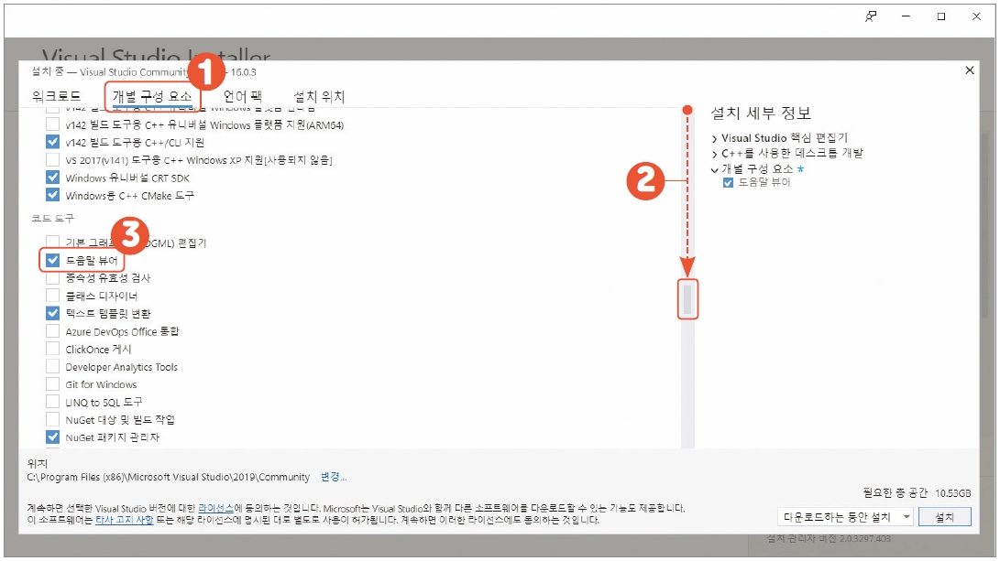 Visual Studio Installer
설치 중 — Visual Studio Community
- 16.0.3
1
워크로드 개별 구성 요소 언어 팩 설치 위치
v142 빌드 도구용 C++ 유니버설 Windows 플랫폼
v142 빌드 도구용 C++ 유니버설 Windows 플랫폼 지원(ARM64)
v142 빌드 도구용 C++/CLI 지원
VS 2017(v141) 도구용 C++ Windows XP 지원[사용되지 않음]
Windows 유니버설 CRT SDK
Windows용 C++ CMake 도구
코드 도구
3
기본 그래프 DGML) 편집기
도움말 뷰어
종속성 유효성 검사
클래스 디자이너
텍스트 템플릿 변환
Azure DevOps Office 통합
ClickOnce 게시
Developer Analytics Tools
Git for Windows
LINQ to SQL 도구
NuGet 대상 및 빌드 작업
NuGet 패키지 관리자
2
설치 세부 정보
Visual Studio 핵심 편집기
C++를 사용한 데스크톱 개발
개별 구성 요소 *
도움말 뷰어
위치
C:\Program Files (x86)\Microsoft Visual Studio\2019\Community 변경...
계속하면 선택한 Visual Studio 버전에 대한 라이선스에 동의하는 것입니다. Microsoft는 Visual Studio와 함께 다른 소프트웨어를 다운로드할 수 있는 기능도 제공합니다.
이 소프트웨어는 타사 고지 사항 또는 해당 라이선스에 명시된 대로 별도로 사용이 허가됩니다. 계속하면 이러한 라이선스에도 동의하는 것입니다.
필요한 총 공간 10.53GB
다운로드하는 동안 설치
설치
설치 관리자 버전 2.0.3297.403